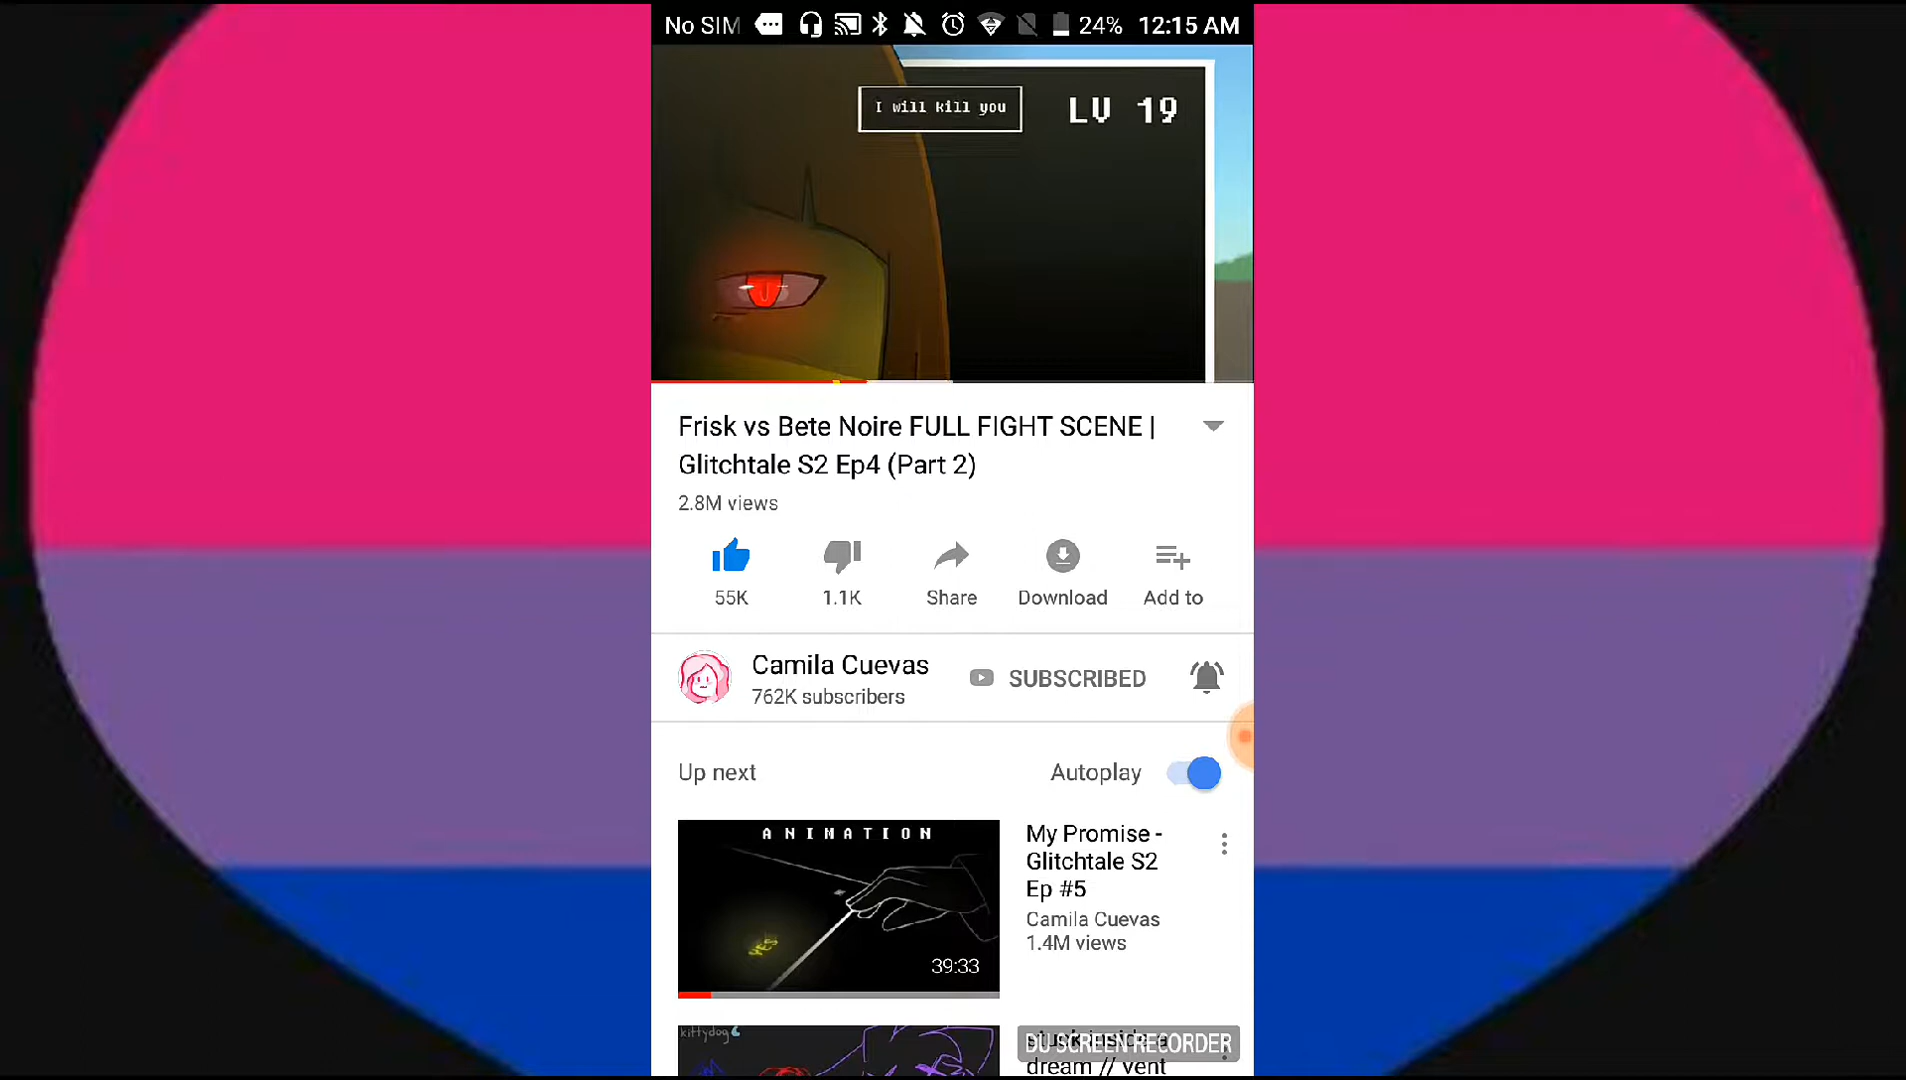 No SIM 24% 12:15 AM
I will kill you LV 19
Frisk vs Bete Noire FULL FIGHT SCENE |
Glitchtale S2 Ep4 (Part 2)
2.8M views
55K 1.1K Share Download Add to
Camila Cuevas
762K subscribers
SUBSCRIBED
Up next Autoplay
ANIMATION
YES
39:33
My Promise -
Glitchtale S2
Ep #5
Camila Cuevas
1.4M views
kittydog
stuck inside a
dream // vent
DU SCREEN RECORDER